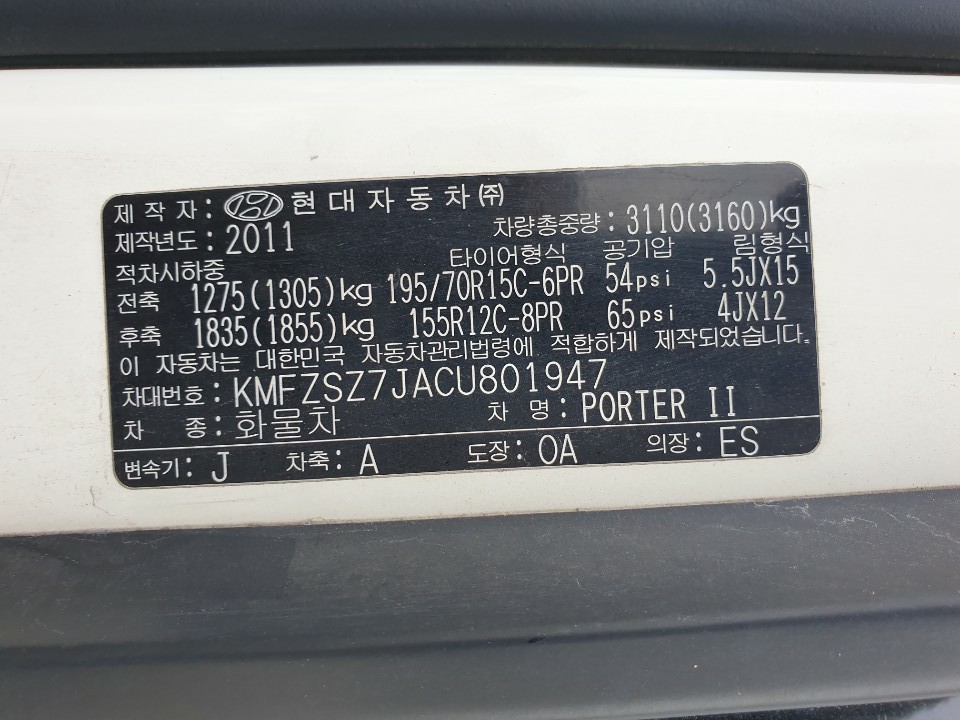 제 작 자 : 현대자동차㈜
차량총중량: 3110(3160)kg
제작년도: 2011
적차시하중 타이어형식 공기압 림형식
전축 1275(1305)kg 195/70R15C-6PR 54psi 5.5JX15
후축 1835(1855)kg 155R12C-8PR 65psi 4JX12
이 자동차는 대한민국 자동차관리법령에 적합하게 제작되었습니다.
차대번호: KMFZSZ7JACU801947
차 종: 화물차 차 명: PORTER II
변속기: J 차축: A 도장: OA 의장: ES